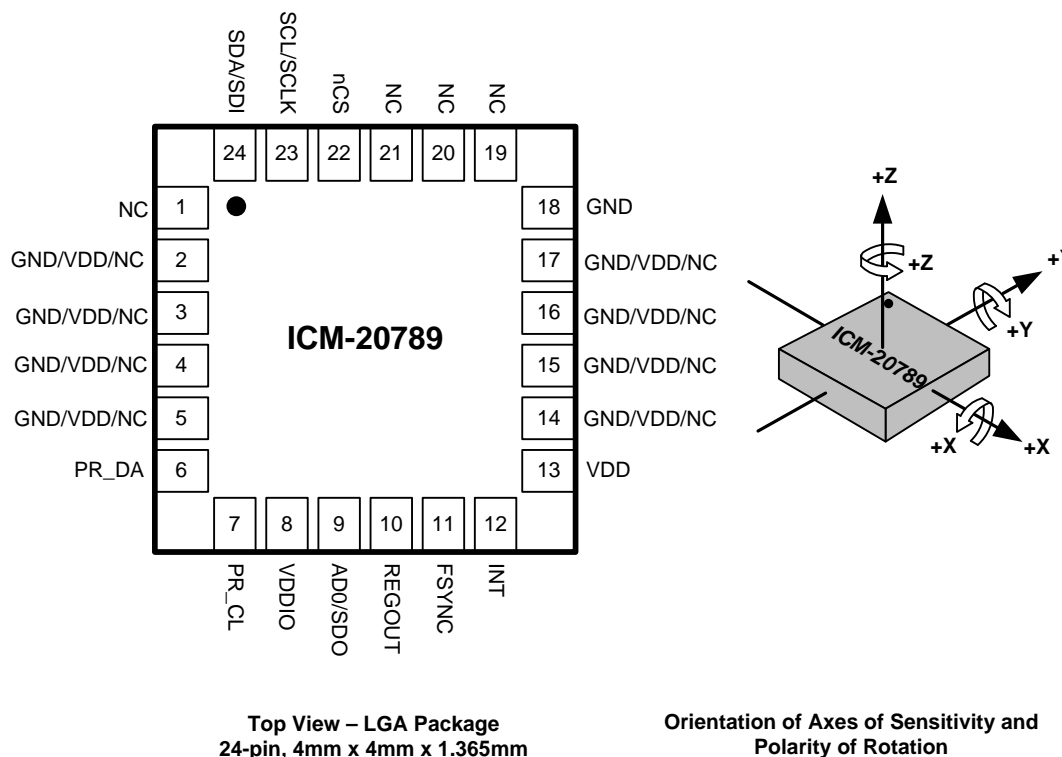 SDA/SDI
SCL/SCLK
nCS
NC
NC
NC
24
23
22
21
20
19
NC
1
GND/VDD/NC
2
GND/VDD/NC
3
GND/VDD/NC
4
GND/VDD/NC
5
PR_DA
6
ICM-20789
18
GND
17
GND/VDD/NC
16
GND/VDD/NC
15
GND/VDD/NC
14
GND/VDD/NC
13
VDD
7
8
9
10
11
12
PR_CL
VDDIO
AD0/SDO
REGOUT
FSYNC
INT
+Z
+Z
+Y
ICM-20789
+X
+X
Top View – LGA Package
24-pin, 4mm x 4mm x 1.365mm
Orientation of Axes of Sensitivity and
Polarity of Rotation